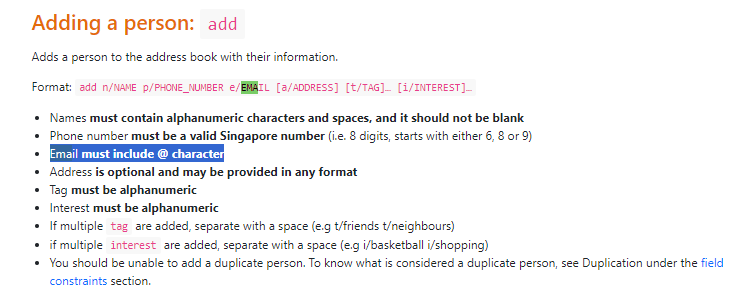 Adding a person: add
Adds a person to the address book with their information.
Format: add n/NAME p/PHONE_NUMBER e/EMAIL [a/ADDRESS] [t/TAG]… [i/INTEREST]…
• Names must contain alphanumeric characters and spaces, and it should not be blank
• Phone number must be a valid Singapore number (i.e. 8 digits, starts with either 6, 8 or 9)
• Email must include @ character
• Address is optional and may be provided in any format
• Tag must be alphanumeric
• Interest must be alphanumeric
• If multiple tag are added, separate with a space (e.g t/friends t/neighbours)
• if multiple interest are added, separate with a space (e.g i/basketball i/shopping)
• You should be unable to add a duplicate person. To know what is considered a duplicate person, see Duplication under the field
constraints section.